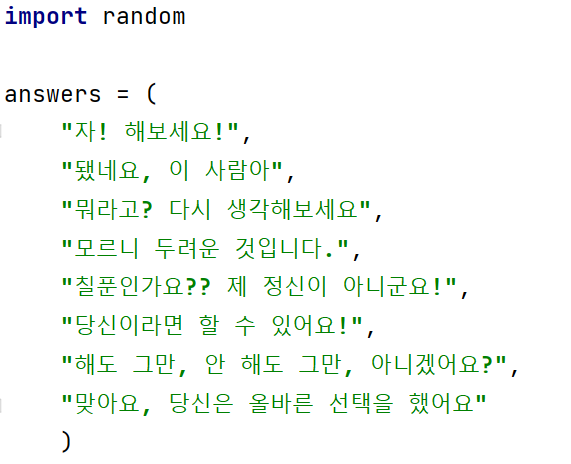 import random
answers = (
"자! 해보세요!",
"됐네요, 이 사람아",
"뭐라고? 다시 생각해보세요",
"모르니 두려운 것입니다.",
"칠푼인가요?? 제 정신이 아니군요!",
"당신이라면 할 수 있어요!",
"해도 그만, 안 해도 그만, 아니겠어요?",
"맞아요, 당신은 올바른 선택을 했어요"
)